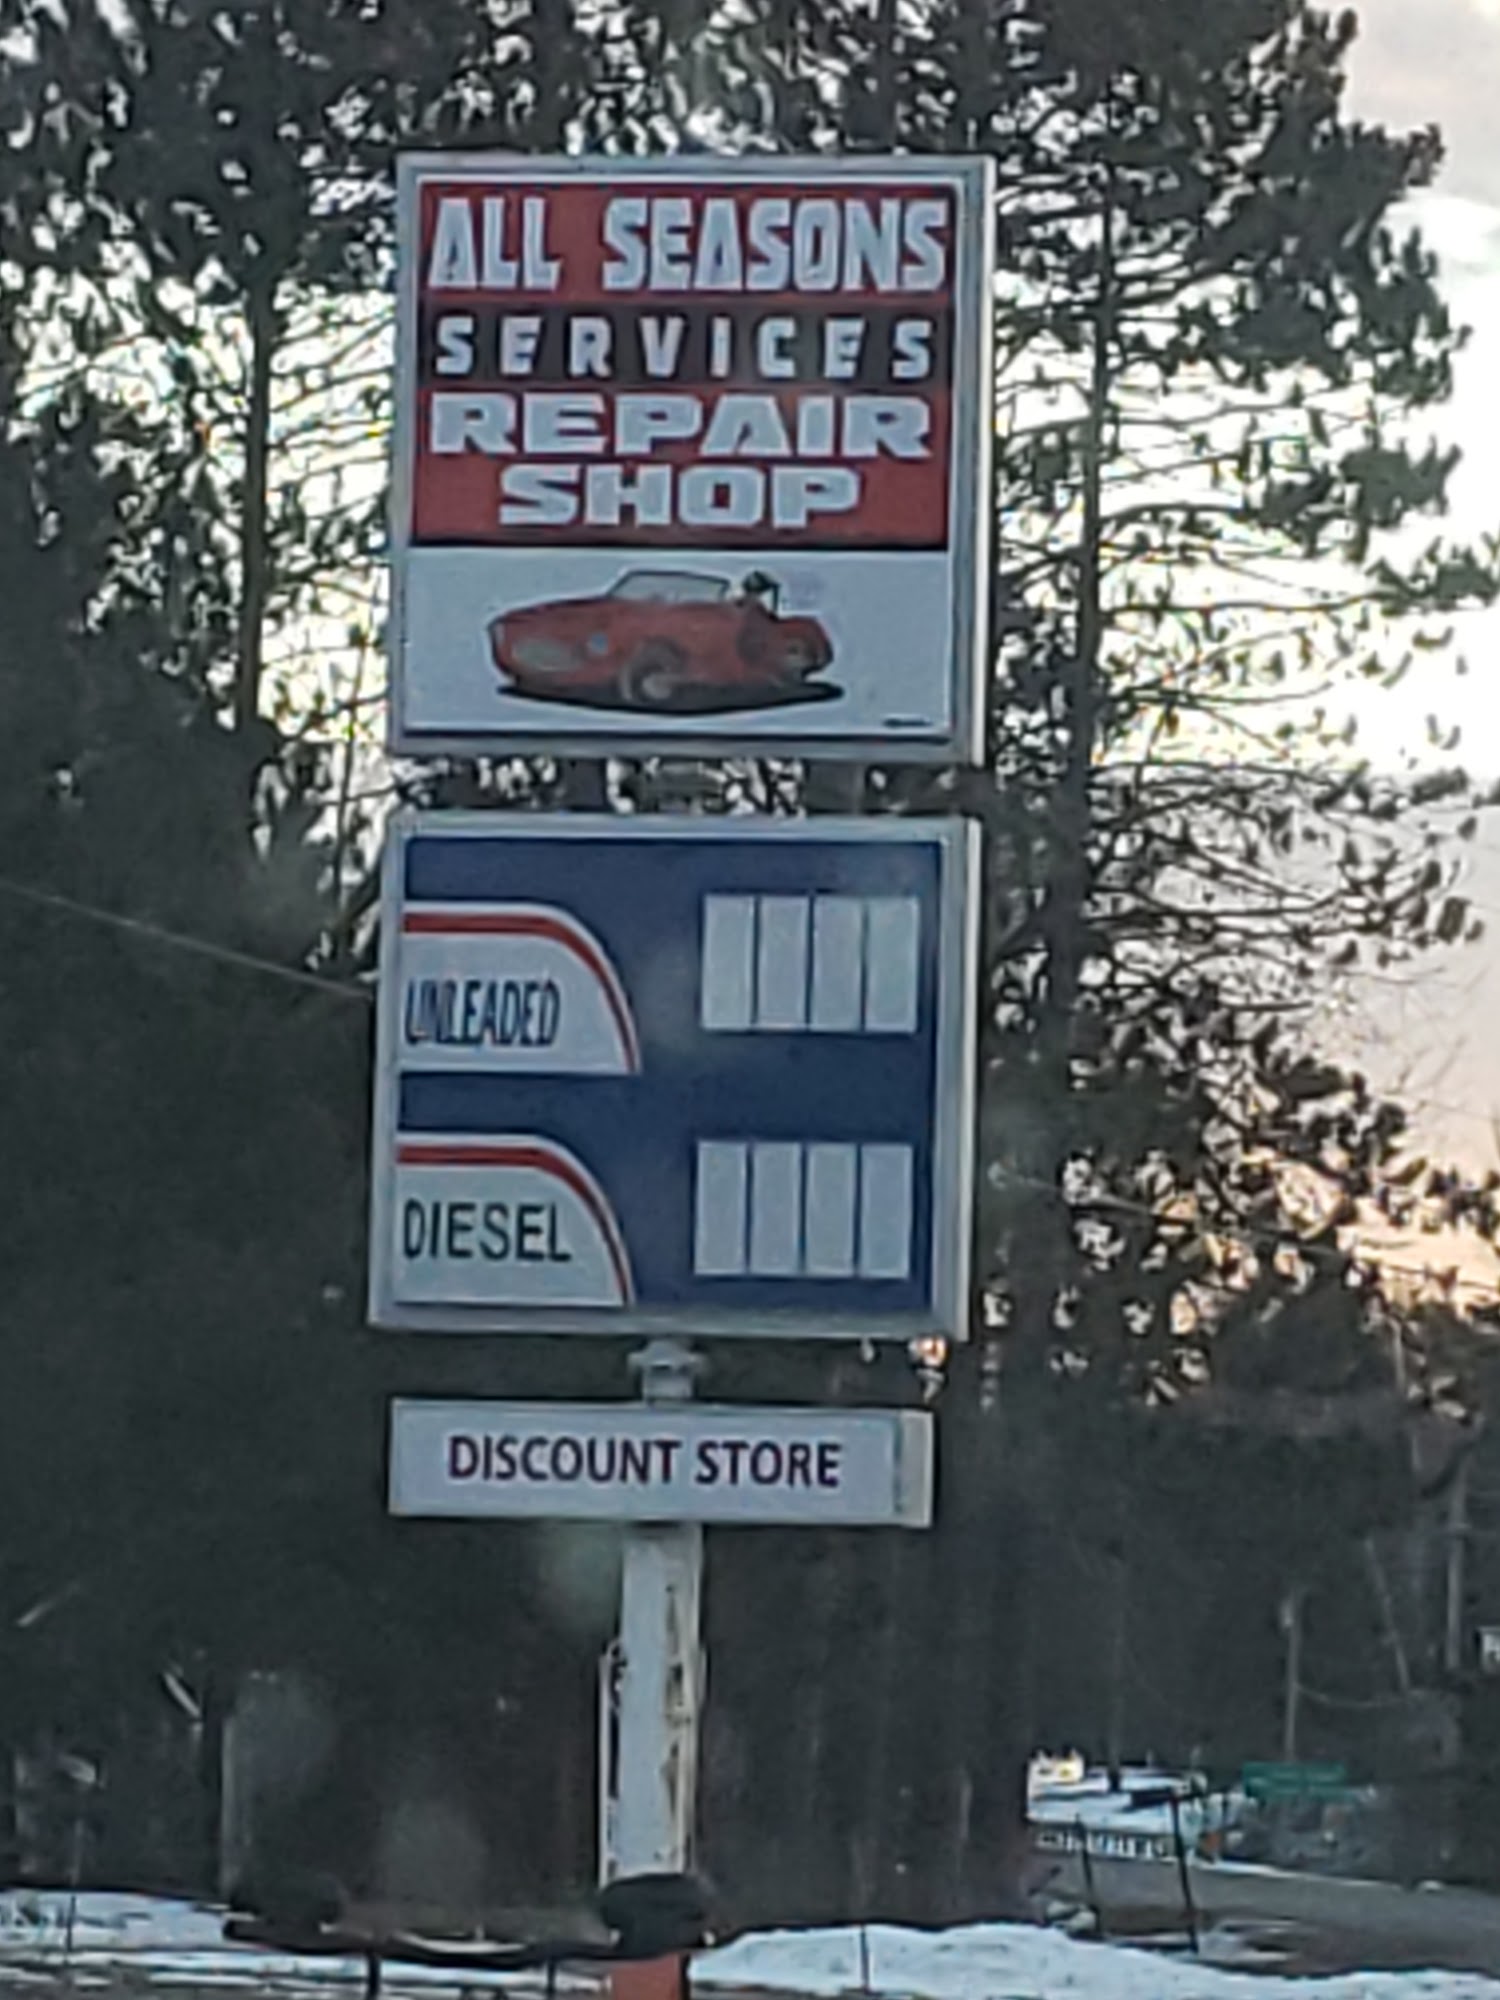 ALL SEASONS
SERVICES
REPAIR
SHOP
UNLEADED
DIESEL
DISCOUNT STORE